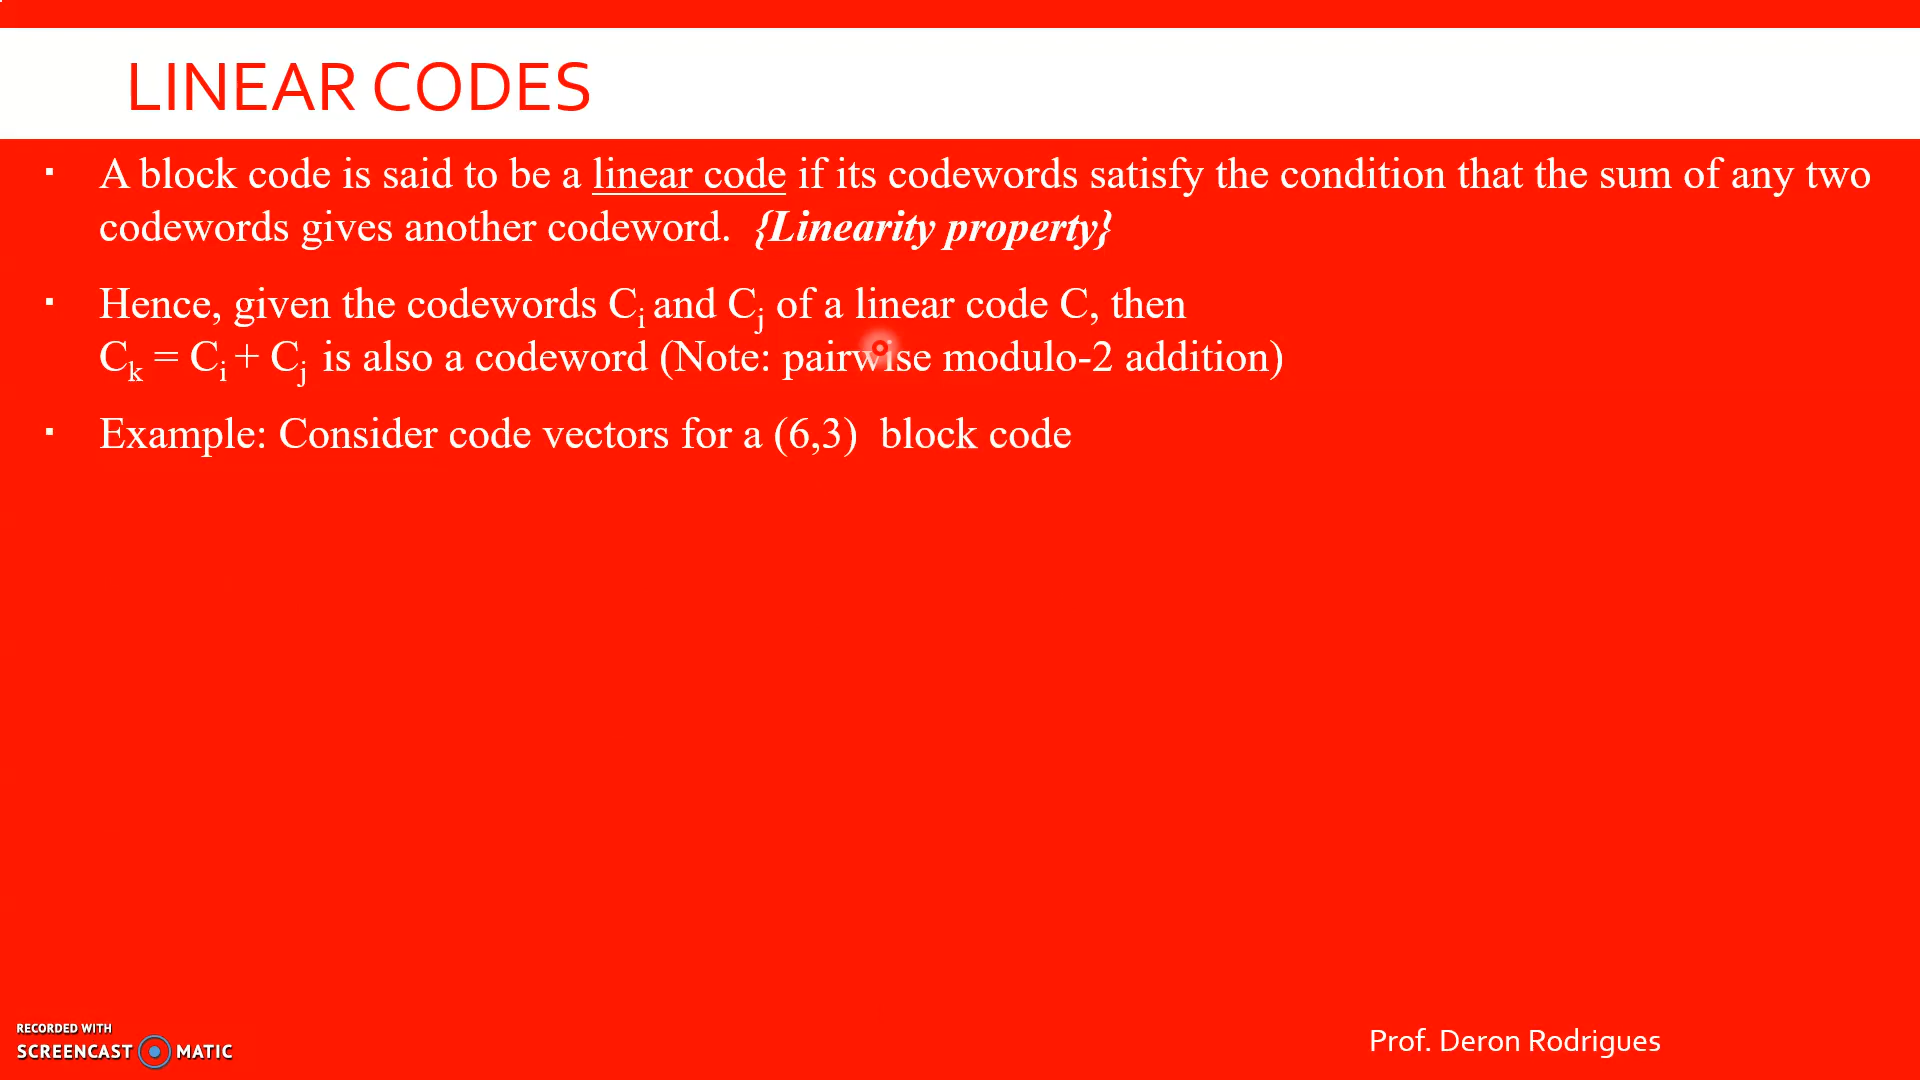 LINEAR CODES
▪ A block code is said to be a linear code if its codewords satisfy the condition that the sum of any two
codewords gives another codeword. {Linearity property}
▪ Hence, given the codewords Ci and Cj of a linear code C, then
Ck = Ci + Cj is also a codeword (Note: pairwise modulo-2 addition)
▪ Example: Consider code vectors for a (6,3) block code
RECORDED WITH
SCREENCAST MATIC
Prof. Deron Rodrigues